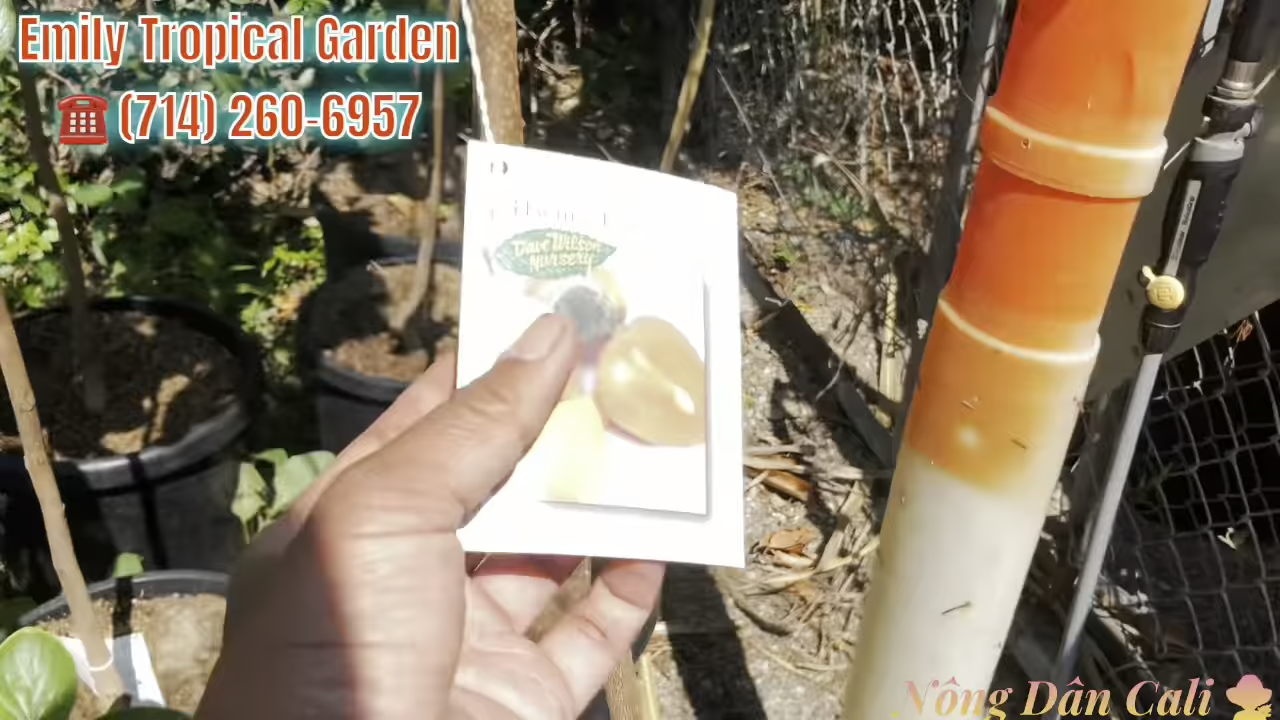 Emily Tropical Garden
(714) 260-6957
Dave Wilson
Nursery
Nông Dân Cali